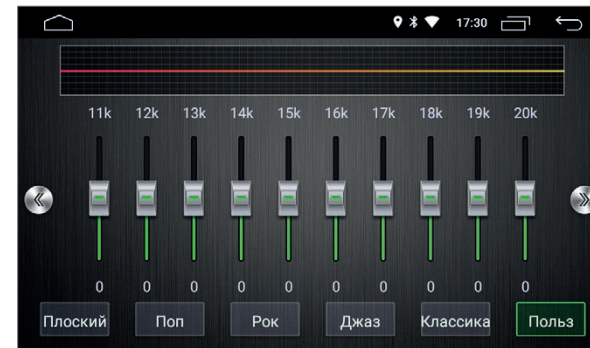 17:30
11k 12k 13k 14k 15k 16k 17k 18k 19k 20k
0 0 0 0 0 0 0 0 0 0
Плоский Поп Рок Джаз Классика Польз